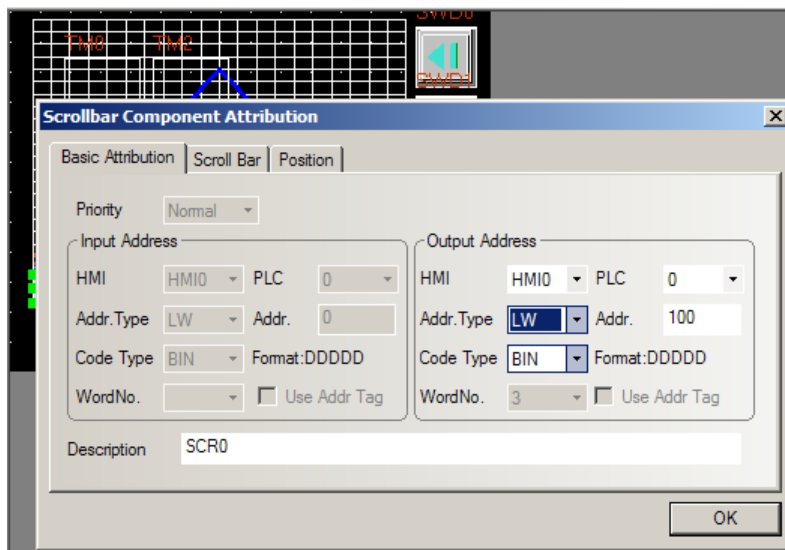 SWD0
TM0 TM2
SWD1
Scrollbar Component Attribution
Basic Attribution Scroll Bar Position
Priority Normal
Input Address
HMI HMI0 PLC 0
Addr.Type LW Addr. 0
Code Type BIN Format:DDDDD
WordNo. Use Addr Tag
Output Address
HMI HMI0 PLC 0
Addr.Type LW Addr. 100
Code Type BIN Format:DDDDD
WordNo. 3 Use Addr Tag
Description SCR0
OK